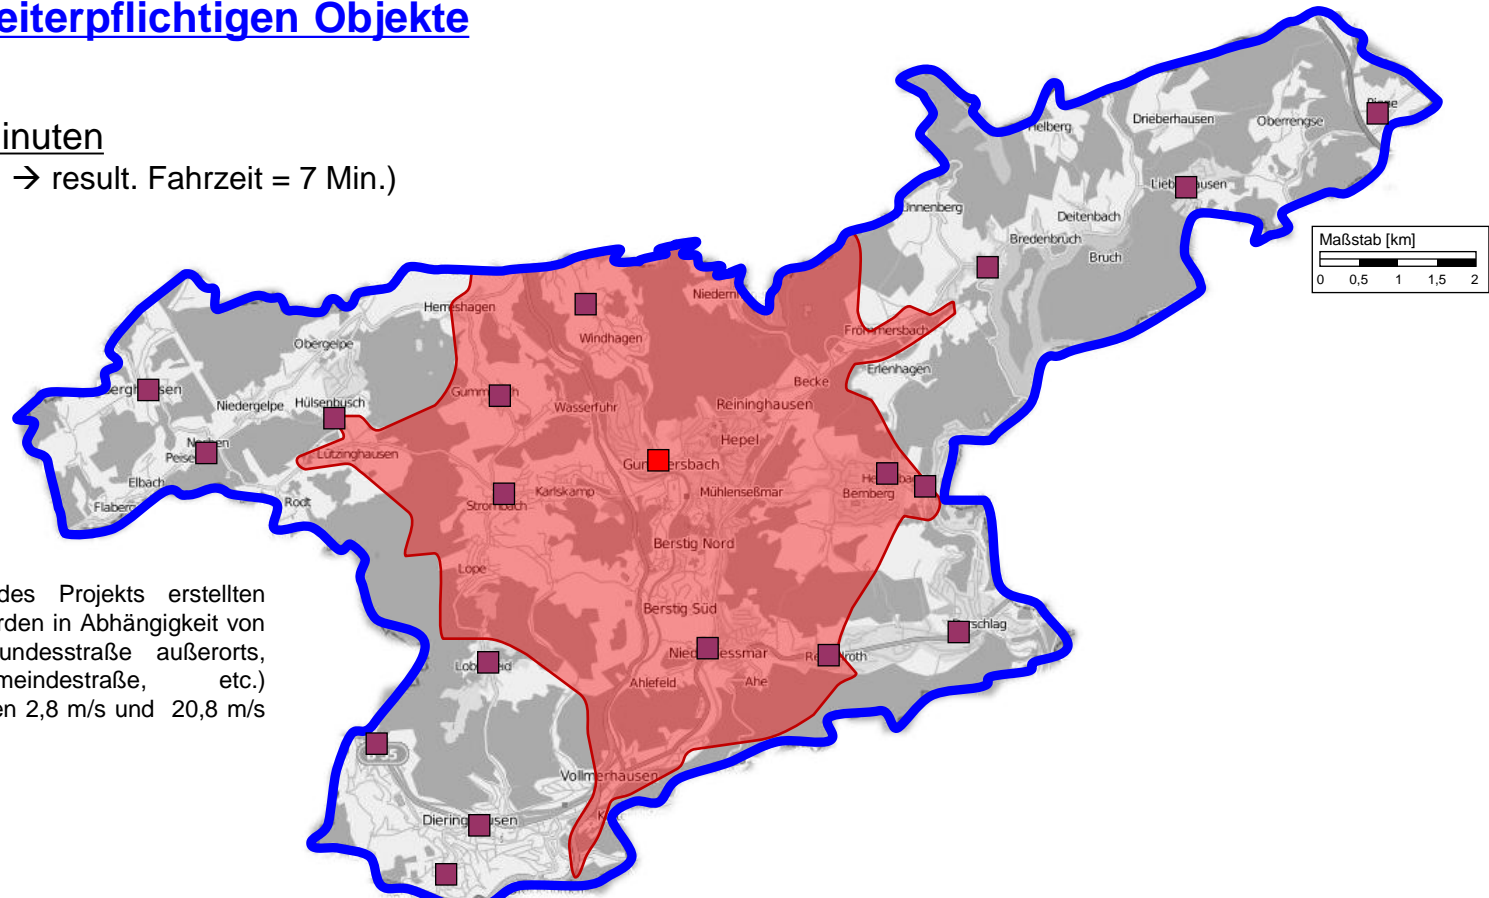 eiterpflichtigen Objekte
inuten
→ result. Fahrzeit = 7 Min.)
Maßstab [km]
0 0,5 1 1,5 2
Drieberhausen
Oberrengse
Deitenbach
Bredenbruch
Bruch
Niedernh
Windhagen
Frömmersbach
Erlenhagen
Obergelpe
Becke
Niedergelpe
Hülsenbusch
Wasserfuhr
Reininghausen
Hepel
Lützinghausen
Elbach
Karlskamp
Mühlenseßmar
Bemberg
Flaberg
Rodt
Berstig Nord
Lope
Berstig Süd
Ahlefeld
Ahe
Vollmerhausen
des Projekts erstellten
rden in Abhängigkeit von
undesstraße außerorts,
meindestraße, etc.)
en 2,8 m/s und 20,8 m/s